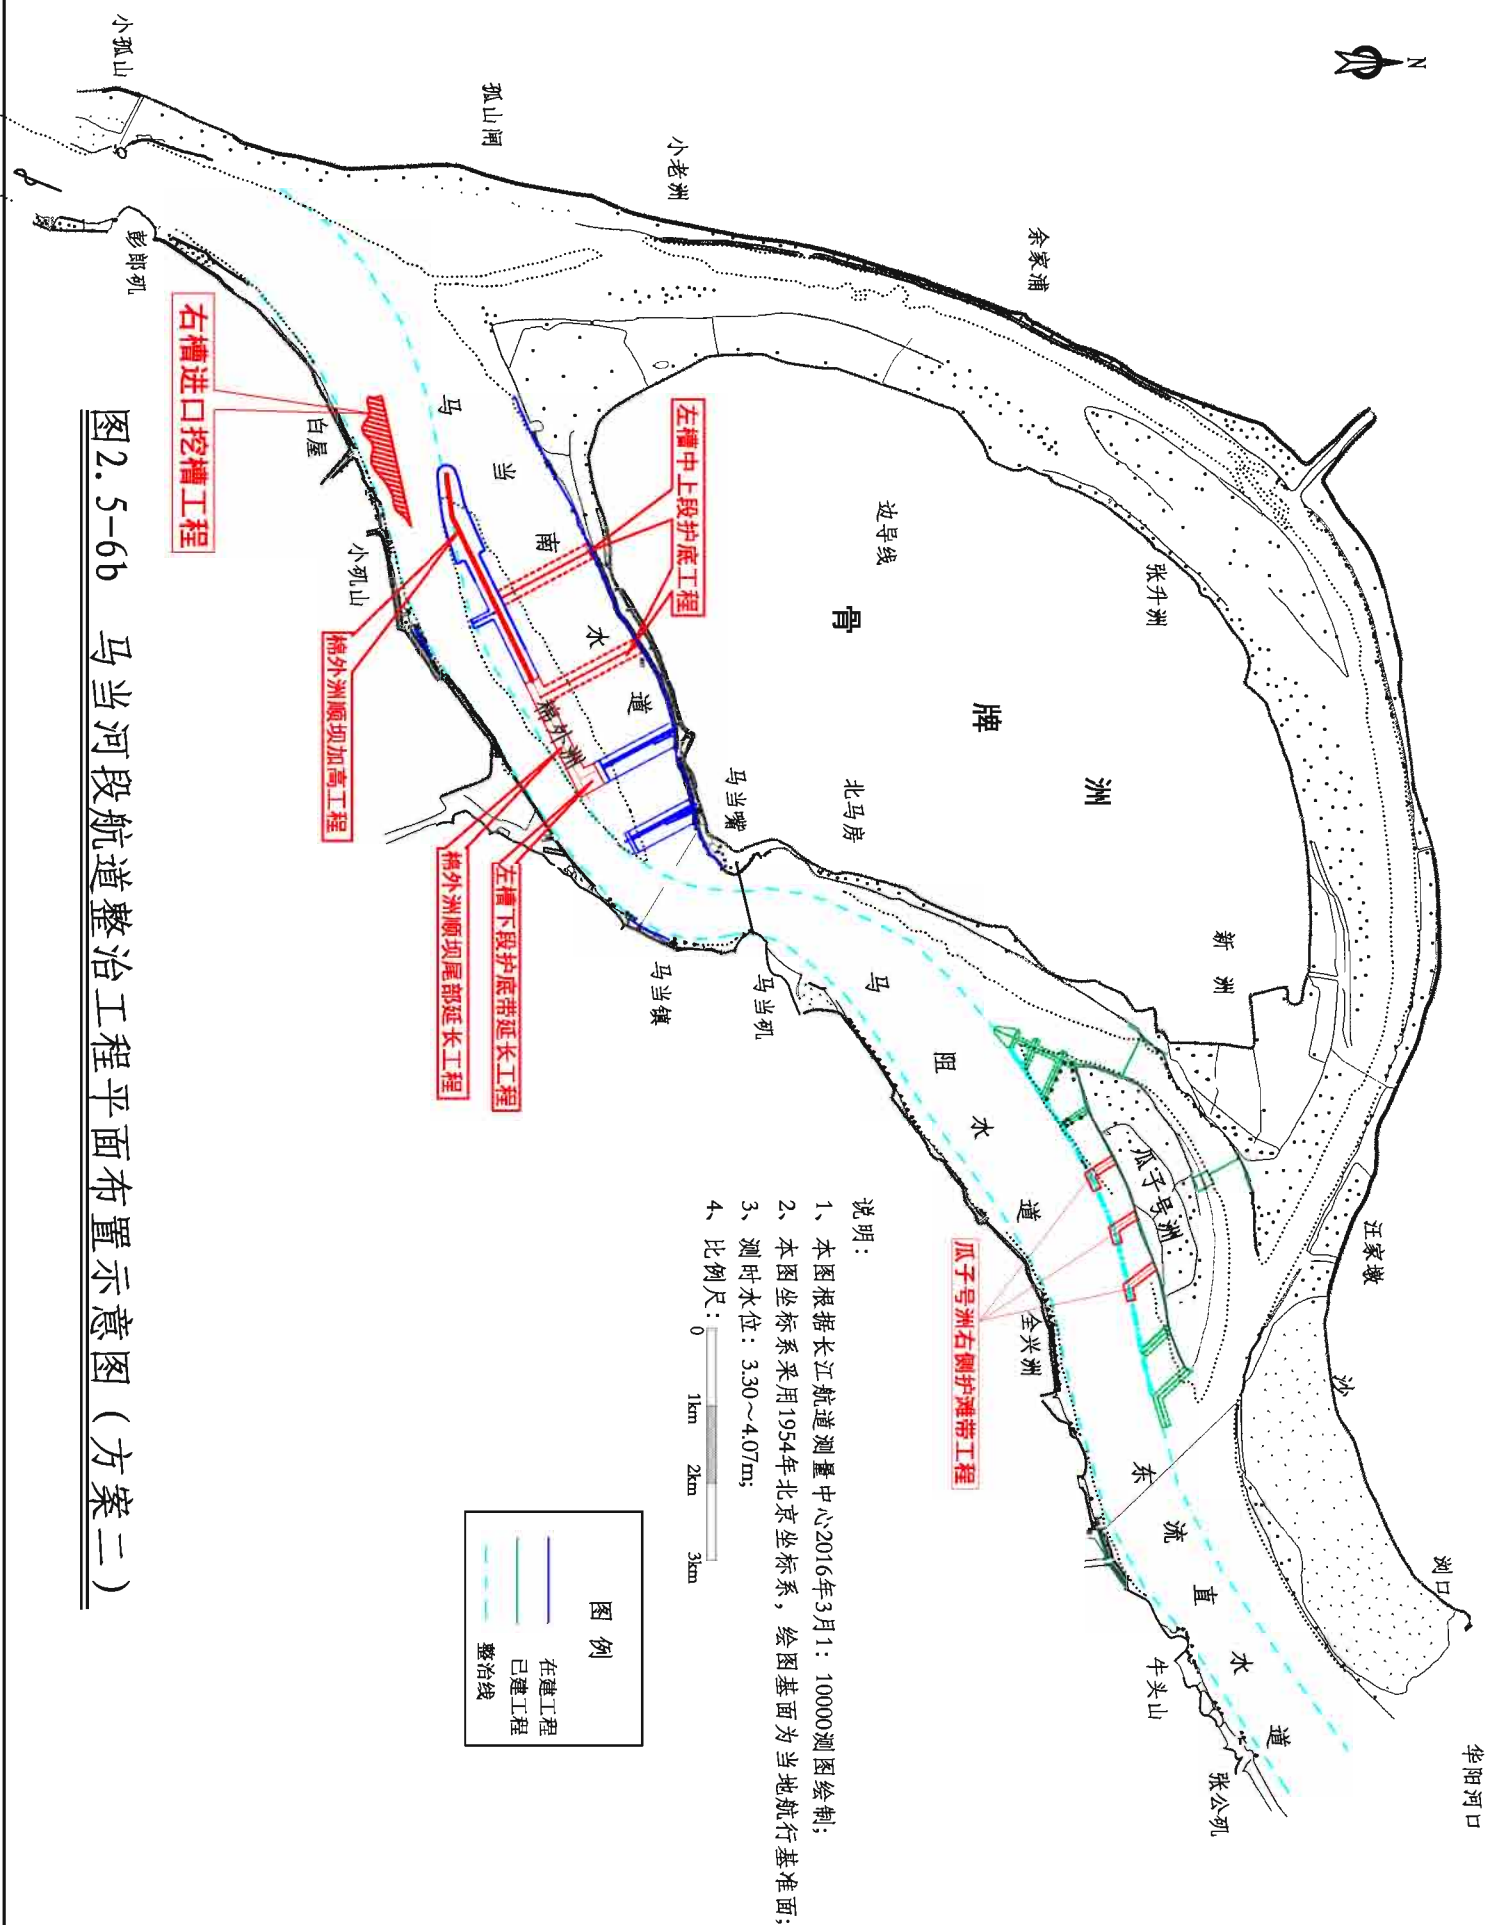 N
小孤山
孤山闸
小老洲
余家浦
彭郎矶
右槽进口挖槽工程
白屋
小矶山
马当南水道
左槽中上段护底工程
边导线
张升洲
骨牌洲
棉外洲
棉外洲顺坝加高工程
棉外洲顺坝尾部延长工程
左槽下段护底带延长工程
马当嘴
北马房
新洲
马当镇
马当矶
马阻水道
瓜子号洲
瓜子号洲右侧护滩带工程
汪家墩
全兴洲
沙
东流直水道
浏口
牛头山
张公矶
华阳河口
说明：
1、本图根据长江航道测量中心2016年3月1：10000测图绘制；
2、本图坐标系采用1954年北京坐标系，绘图基面为当地航行基准面；
3、测时水位：3.30～4.07m；
4、比例尺：
0 1km 2km 3km
图 例
在建工程
已建工程
整治线
图2.5-6b 马当河段航道整治工程平面布置示意图（方案二）